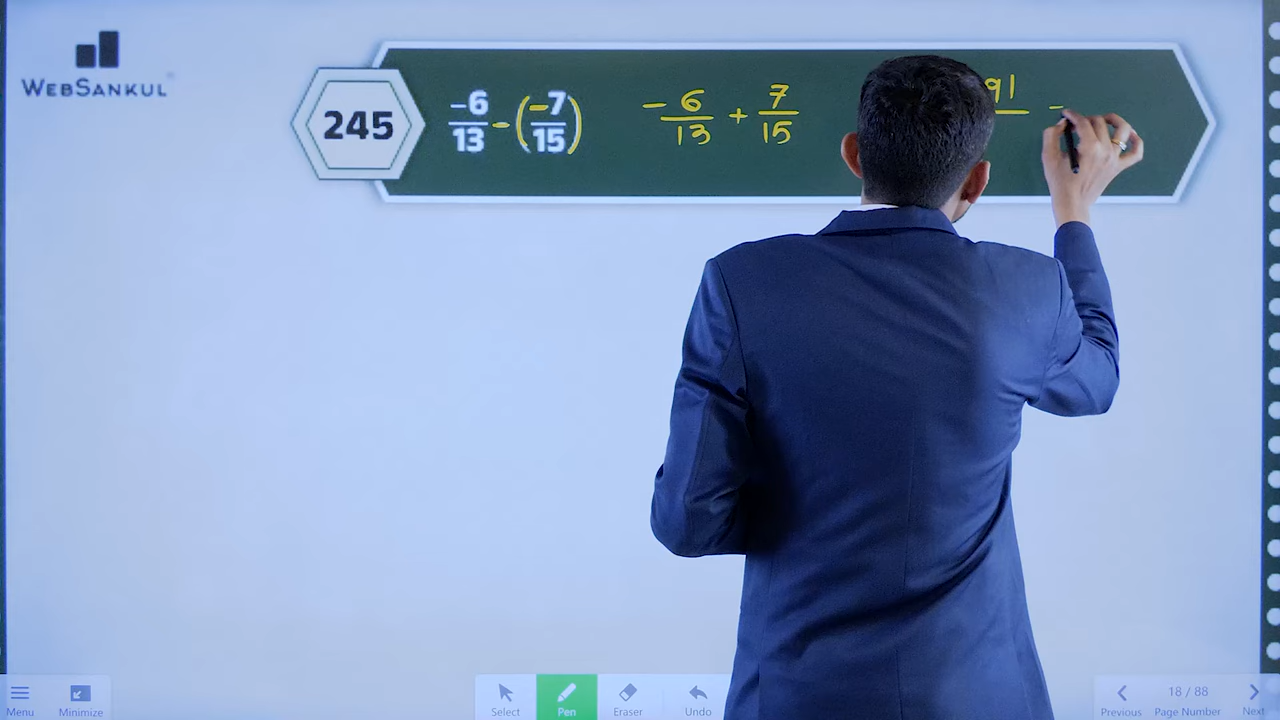 WEBSANKUL
245
-6/13 - (-7/15)
- 6/13 + 7/15
91
Menu
Minimize
Select
Pen
Eraser
Undo
Previous
18 / 88
Page Number
Next